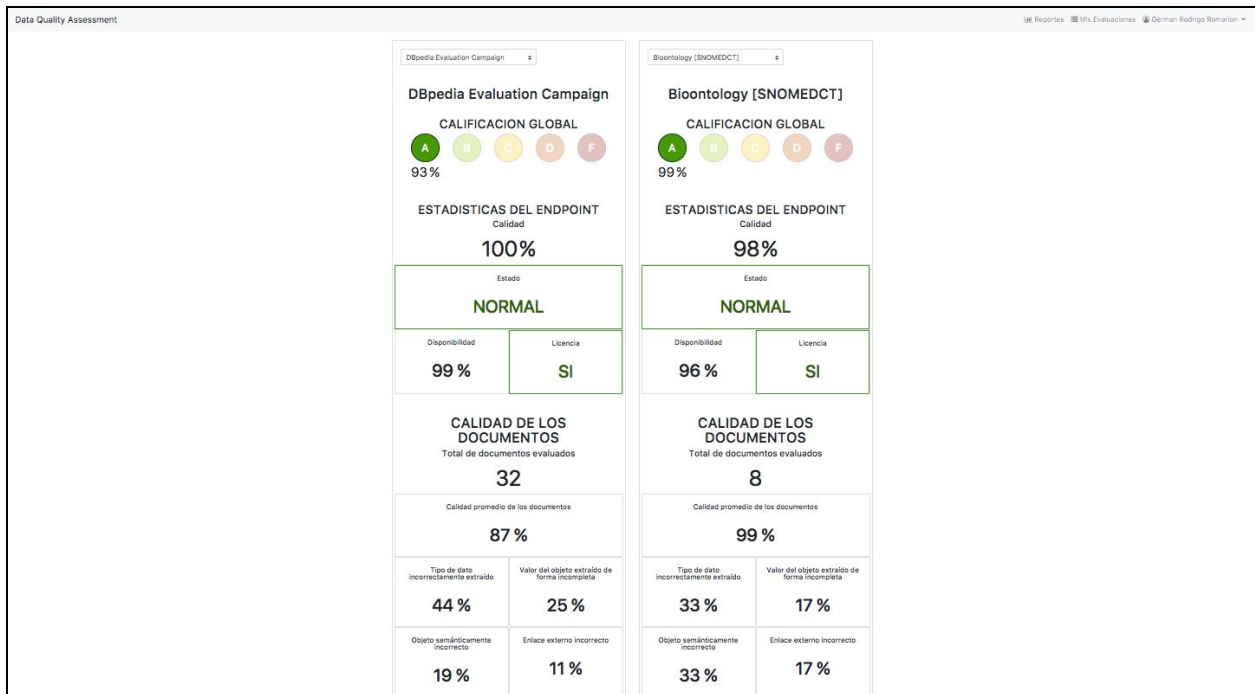 Data Quality Assessment
Reportes Mis Evaluaciones German Rodrigo Romarion
DBpedia Evaluation Campaign
DBpedia Evaluation Campaign
CALIFICACION GLOBAL
A B C D F
93%
ESTADISTICAS DEL ENDPOINT
Calidad
100%
Estado
NORMAL
Disponibilidad
99 %
Licencia
SI
CALIDAD DE LOS
DOCUMENTOS
Total de documentos evaluados
32
Calidad promedio de los documentos
87 %
Tipo de dato
incorrectamente extraído
44 %
Valor del objeto extraído de
forma incompleta
25 %
Objeto semánticamente
incorrecto
19 %
Enlace externo incorrecto
11 %
Bioontology [SNOMEDCT]
Bioontology [SNOMEDCT]
CALIFICACION GLOBAL
A B C D F
99%
ESTADISTICAS DEL ENDPOINT
Calidad
98%
Estado
NORMAL
Disponibilidad
96 %
Licencia
SI
CALIDAD DE LOS
DOCUMENTOS
Total de documentos evaluados
8
Calidad promedio de los documentos
99 %
Tipo de dato
incorrectamente extraído
33 %
Valor del objeto extraído de
forma incompleta
17 %
Objeto semánticamente
incorrecto
33 %
Enlace externo incorrecto
17 %